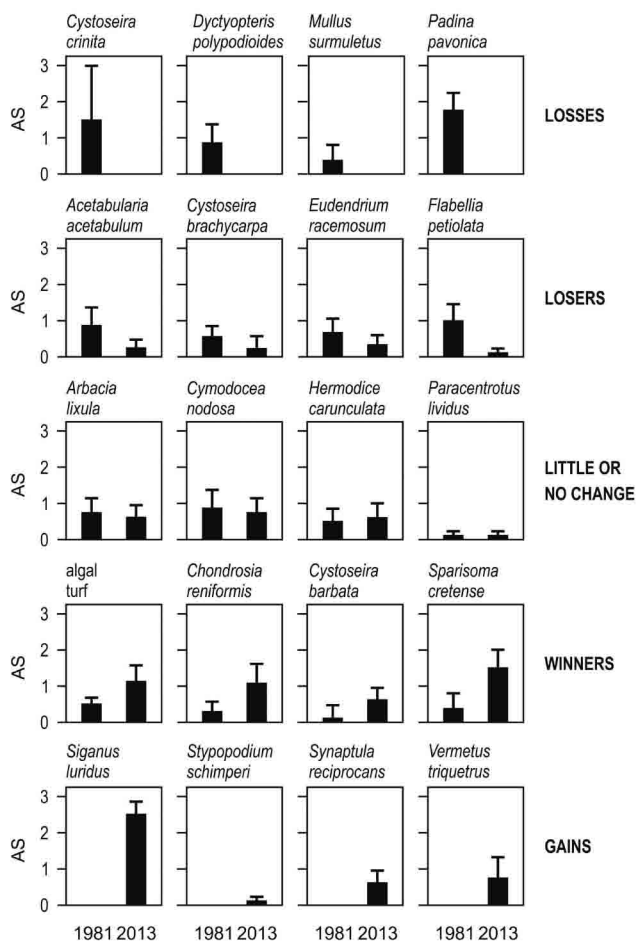 Cystoseira
crinita
Dyctyopteris
polypodioides
Mullus
surmuletus
Padina
pavonica
3
2
1
0
AS
LOSSES
Acetabularia
acetabulum
Cystoseira
brachycarpa
Eudendrium
racemosum
Flabellia
petiolata
3
2
1
0
AS
LOSERS
Arbacia
lixula
Cymodocea
nodosa
Hermodice
carunculata
Paracentrotus
lividus
3
2
1
0
AS
LITTLE OR
NO CHANGE
algal
turf
Chondrosia
reniformis
Cystoseira
barbata
Sparisoma
cretense
3
2
1
0
AS
WINNERS
Siganus
luridus
Stypopodium
schimperi
Synaptula
reciprocans
Vermetus
triquetrus
3
2
1
0
AS
GAINS
1981 2013
1981 2013
1981 2013
1981 2013